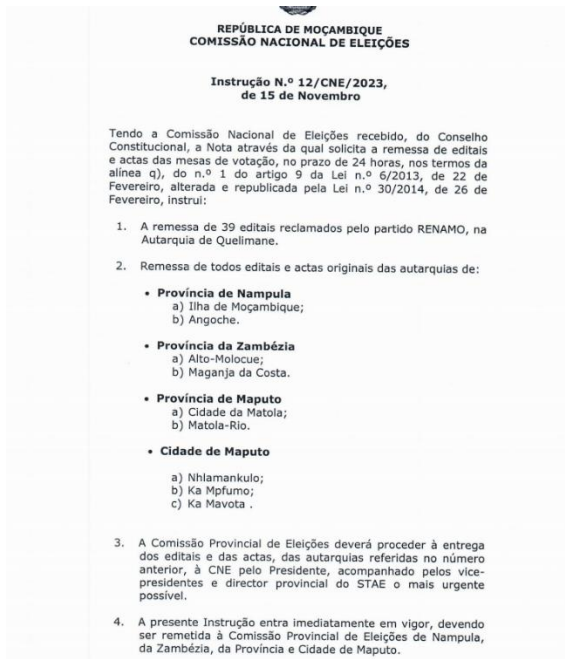 REPÚBLICA DE MOÇAMBIQUE
COMISSÃO NACIONAL DE ELEIÇÕES
Instrução N.º 12/CNE/2023,
de 15 de Novembro
Tendo a Comissão Nacional de Eleições recebido, do Conselho
Constitucional, a Nota através da qual solicita a remessa de editais
e actas das mesas de votação, no prazo de 24 horas, nos termos da
alínea q), do n.º 1 do artigo 9 da Lei n.º 6/2013, de 22 de
Fevereiro, alterada e republicada pela Lei n.º 30/2014, de 26 de
Fevereiro, instrui:
1. A remessa de 39 editais reclamados pelo partido RENAMO, na
Autarquia de Quelimane.
2. Remessa de todos editais e actas originais das autarquias de:
• Província de Nampula
a) Ilha de Moçambique;
b) Angoche.
• Província da Zambézia
a) Alto-Molocue;
b) Maganja da Costa.
• Província de Maputo
a) Cidade da Matola;
b) Matola-Rio.
• Cidade de Maputo
a) Nhlamankulo;
b) Ka Mpfumo;
c) Ka Mavota .
3. A Comissão Provincial de Eleições deverá proceder à entrega
dos editais e das actas, das autarquias referidas no número
anterior, à CNE pelo Presidente, acompanhado pelos vice-
presidentes e director provincial do STAE o mais urgente
possível.
4. A presente Instrução entra imediatamente em vigor, devendo
ser remetida à Comissão Provincial de Eleições de Nampula,
da Zambézia, da Província e Cidade de Maputo.